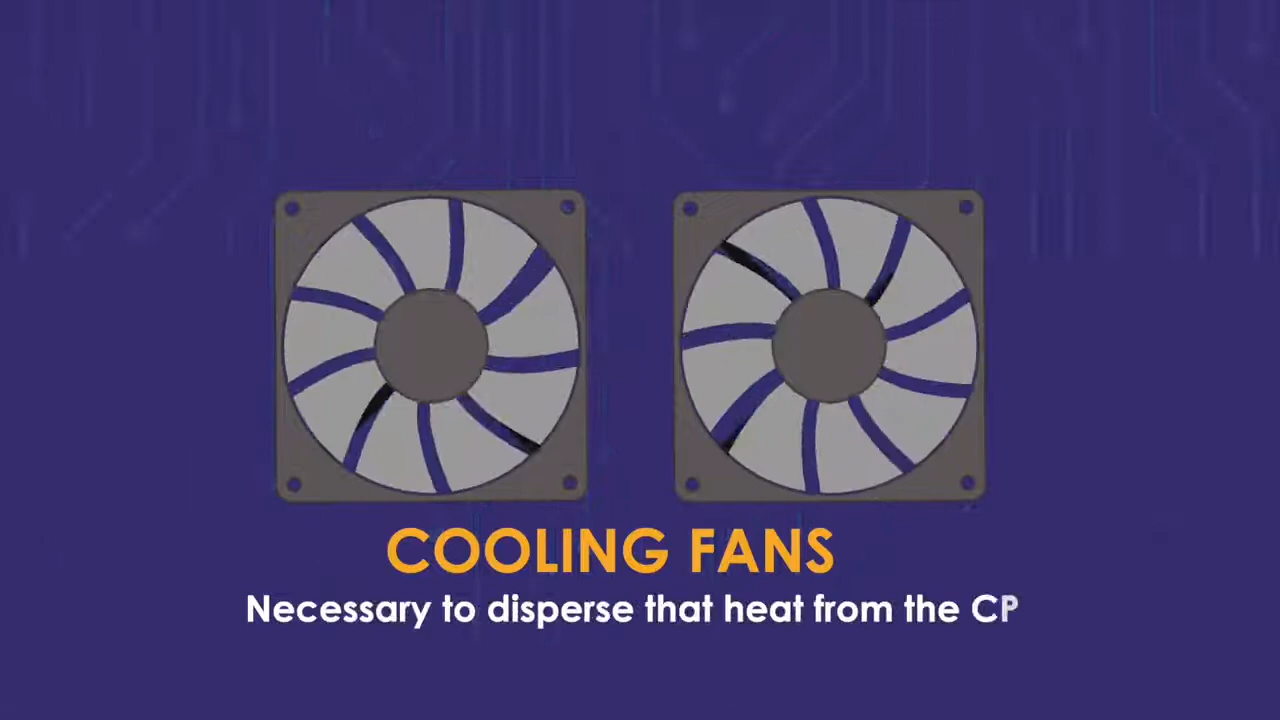 COOLING FANS
Necessary to disperse that heat from the CP